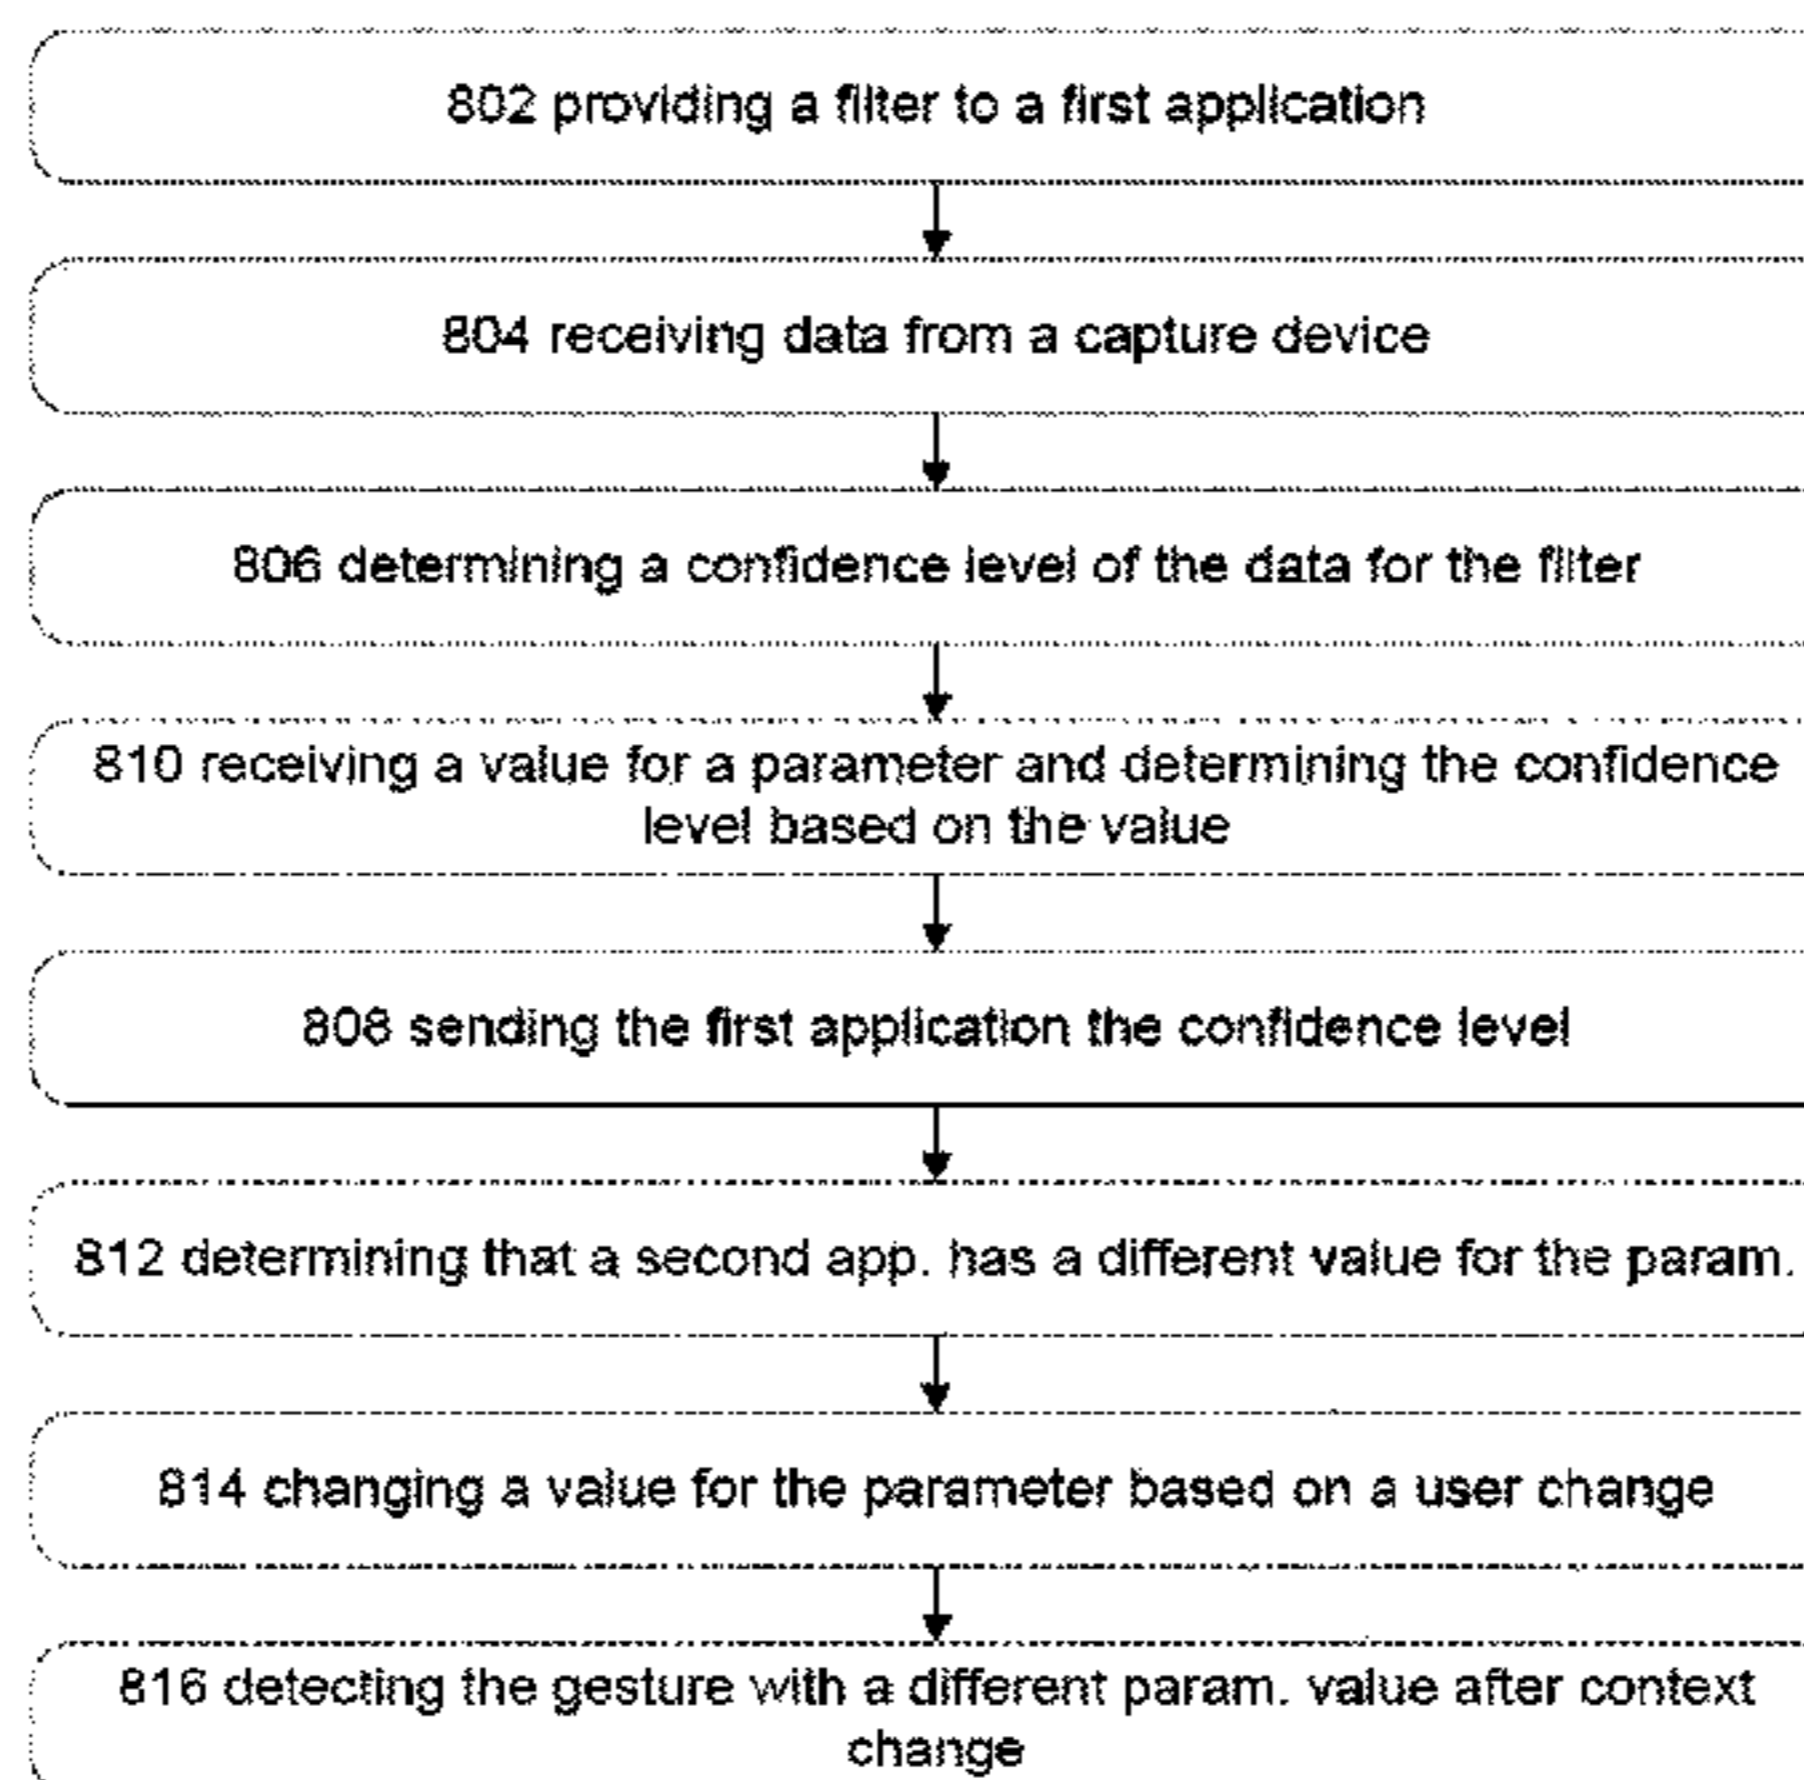 802 providing a filter to a first application
804 receiving data from a capture device
806 determining a confidence level of the data for the filter
810 receiving a value for a parameter and determining the confidence
level based on the value
808 sending the first application the confidence level
812 determining that a second app. has a different value for the param.
814 changing a value for the parameter based on a user change
816 detecting the gesture with a different param. value after context
change